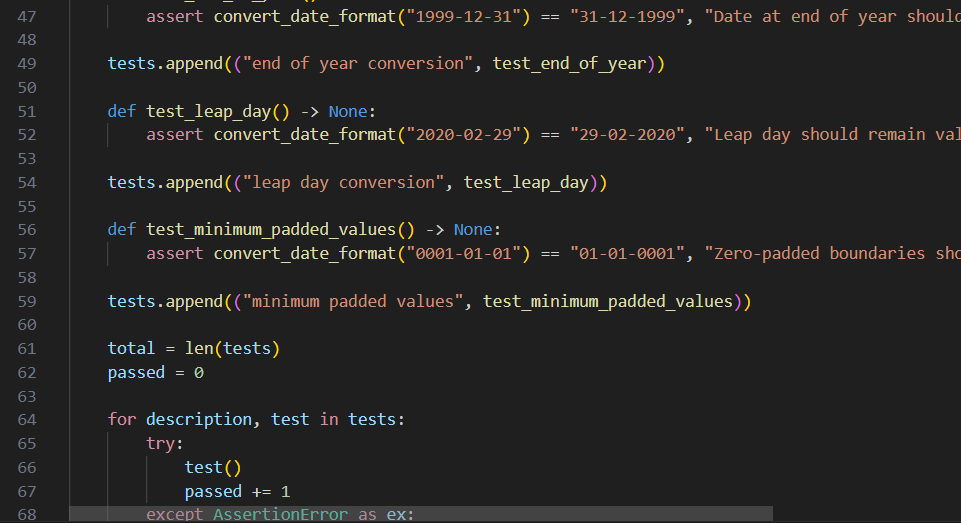 47 assert convert_date_format("1999-12-31") == "31-12-1999", "Date at end of year should
48
49 tests.append(("end of year conversion", test_end_of_year))
50
51 def test_leap_day() -> None:
52 assert convert_date_format("2020-02-29") == "29-02-2020", "Leap day should remain val
53
54 tests.append(("leap day conversion", test_leap_day))
55
56 def test_minimum_padded_values() -> None:
57 assert convert_date_format("0001-01-01") == "01-01-0001", "Zero-padded boundaries sho
58
59 tests.append(("minimum padded values", test_minimum_padded_values))
60
61 total = len(tests)
62 passed = 0
63
64 for description, test in tests:
65 try:
66 test()
67 passed += 1
68 except AssertionError as ex: